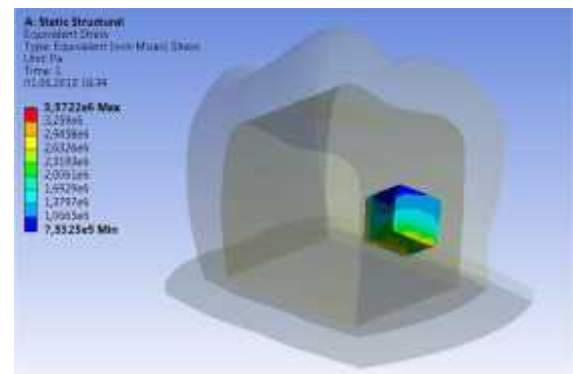 A: Static Structural
Equivalent Stress
Type: Equivalent (von-Mises) Stress
Unit: Pa
Time: 1
3,5722e6 Max
3,259e6
2,9458e6
2,6326e6
2,3193e6
2,0061e6
1,6929e6
1,3797e6
1,0665e6
7,5325e5 Min